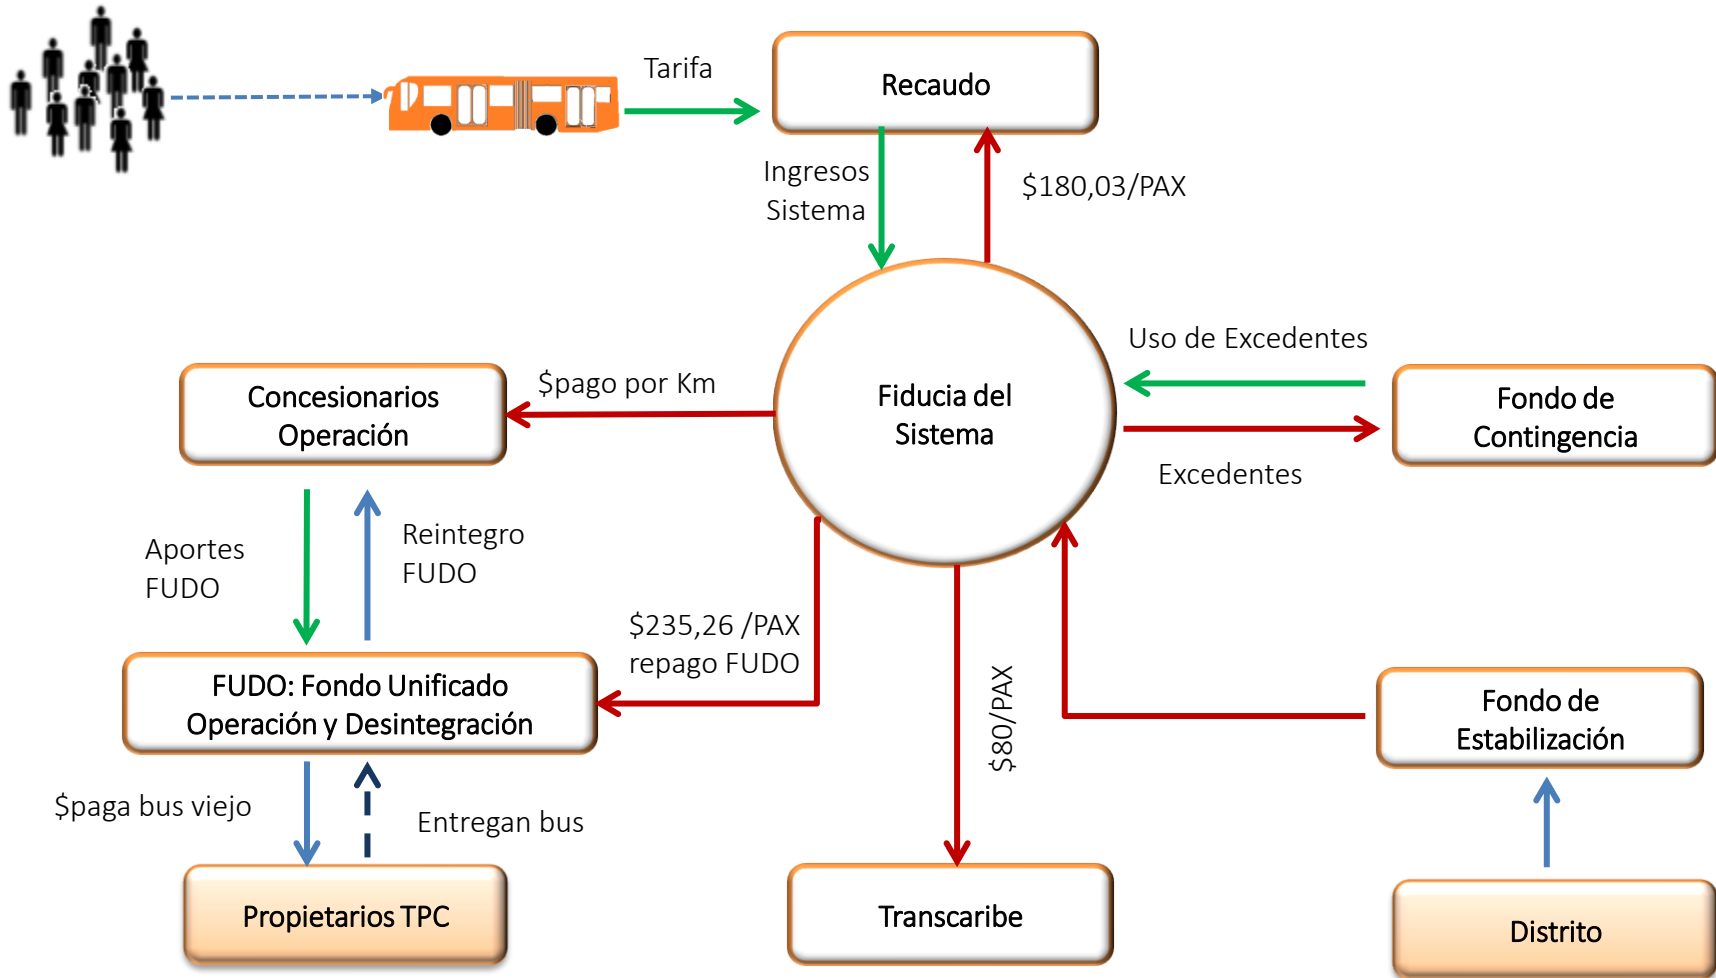 Tarifa
Recaudo
Ingresos
Sistema
$180,03/PAX
Uso de Excedentes
Concesionarios
Operación
$pago por Km
Fiducia del
Sistema
Fondo de
Contingencia
Excedentes
Aportes
FUDO
Reintegro
FUDO
$235,26 /PAX
repago FUDO
$80/PAX
FUDO: Fondo Unificado
Operación y Desintegración
Fondo de
Estabilización
$paga bus viejo
Entregan bus
Propietarios TPC
Transcaribe
Distrito